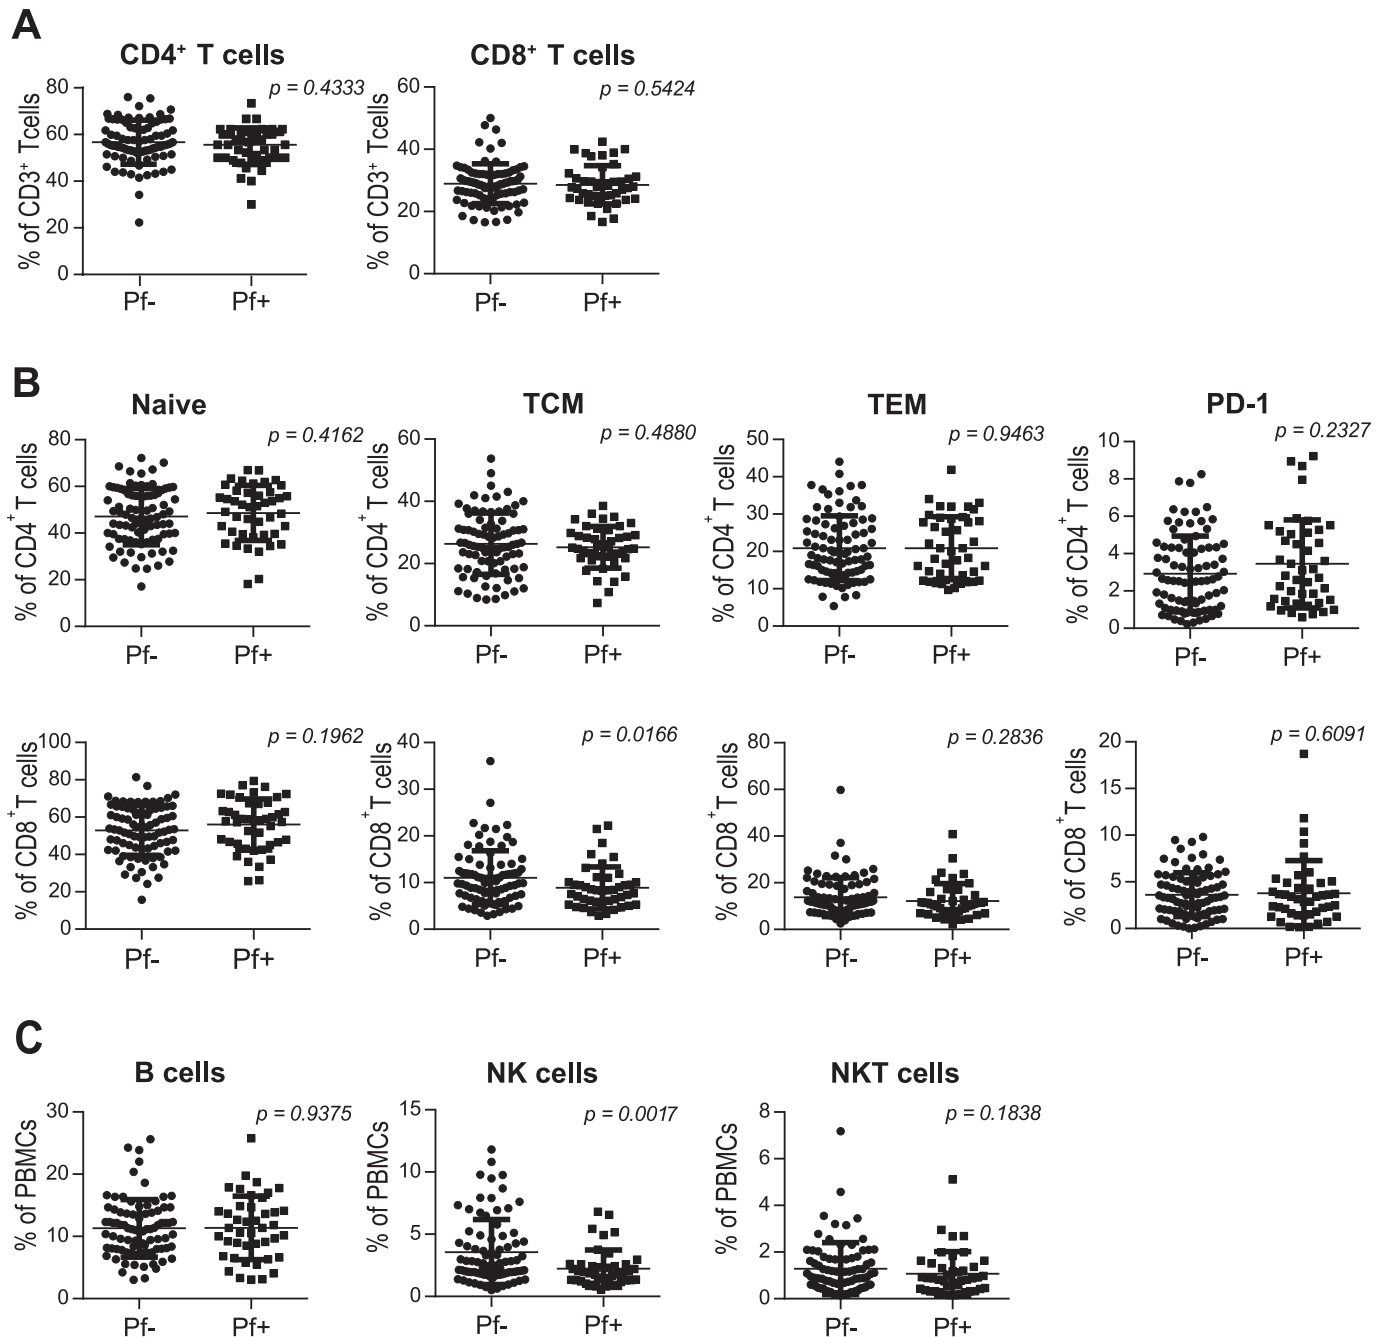 A
CD4+ T cells
CD8+ T cells
p = 0.4333
p = 0.5424
% of CD3+ Tcells
80
60
40
20
0
Pf-
Pf+
% of CD3+ T cells
60
40
20
0
Pf-
Pf+
B
Naive
TCM
TEM
PD-1
p = 0.4162
p = 0.4880
p = 0.9463
p = 0.2327
% of CD4+ T cells
80
60
40
20
0
Pf-
Pf+
% of CD4+ T cells
60
40
20
0
Pf-
Pf+
% of CD4+ T cells
50
40
30
20
10
0
Pf-
Pf+
% of CD4+ T cells
10
8
6
4
2
0
Pf-
Pf+
p = 0.1962
p = 0.0166
p = 0.2836
p = 0.6091
% of CD8+T cells
100
80
60
40
20
0
Pf-
Pf+
% of CD8+T cells
40
30
20
10
0
Pf-
Pf+
% of CD8+T cells
80
60
40
20
0
Pf-
Pf+
% of CD8+T cells
20
15
10
5
0
Pf-
Pf+
C
B cells
NK cells
NKT cells
p = 0.9375
p = 0.0017
p = 0.1838
% of PBMCs
30
20
10
0
Pf-
Pf+
% of PBMCs
15
10
5
0
Pf-
Pf+
% of PBMCs
8
6
4
2
0
Pf-
Pf+